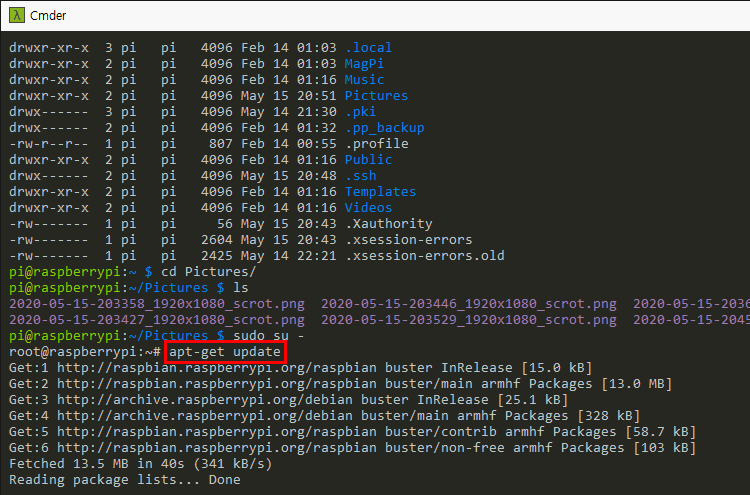 Cmder
drwxr-xr-x 3 pi pi 4096 Feb 14 01:03 .local
drwxr-xr-x 2 pi pi 4096 Feb 14 01:03 MagPi
drwxr-xr-x 2 pi pi 4096 Feb 14 01:16 Music
drwxr-xr-x 2 pi pi 4096 May 15 20:51 Pictures
drwx------ 3 pi pi 4096 May 14 21:30 .pki
drwx------ 2 pi pi 4096 Feb 14 01:32 .pp_backup
-rw-r--r-- 1 pi pi 807 Feb 14 00:55 .profile
drwxr-xr-x 2 pi pi 4096 Feb 14 01:16 Public
drwx------ 2 pi pi 4096 May 15 20:48 .ssh
drwxr-xr-x 2 pi pi 4096 Feb 14 01:16 Templates
drwxr-xr-x 2 pi pi 4096 Feb 14 01:16 Videos
-rw------- 1 pi pi 56 May 15 20:43 .Xauthority
-rw------- 1 pi pi 2604 May 15 20:43 .xsession-errors
-rw------- 1 pi pi 2425 May 14 22:21 .xsession-errors.old
pi@raspberrypi:~ $ cd Pictures/
pi@raspberrypi:~/Pictures $ ls
2020-05-15-203358_1920x1080_scrot.png 2020-05-15-203446_1920x1080_scrot.png 2020-05-15-2036
2020-05-15-203427_1920x1080_scrot.png 2020-05-15-203529_1920x1080_scrot.png 2020-05-15-2045
pi@raspberrypi:~/Pictures $ sudo su -
root@raspberrypi:~# apt-get update
Get:1 http://raspbian.raspberrypi.org/raspbian buster InRelease [15.0 kB]
Get:2 http://raspbian.raspberrypi.org/raspbian buster/main armhf Packages [13.0 MB]
Get:3 http://archive.raspberrypi.org/debian buster InRelease [25.1 kB]
Get:4 http://archive.raspberrypi.org/debian buster/main armhf Packages [328 kB]
Get:5 http://raspbian.raspberrypi.org/raspbian buster/contrib armhf Packages [58.7 kB]
Get:6 http://raspbian.raspberrypi.org/raspbian buster/non-free armhf Packages [103 kB]
Fetched 13.5 MB in 40s (341 kB/s)
Reading package lists... Done